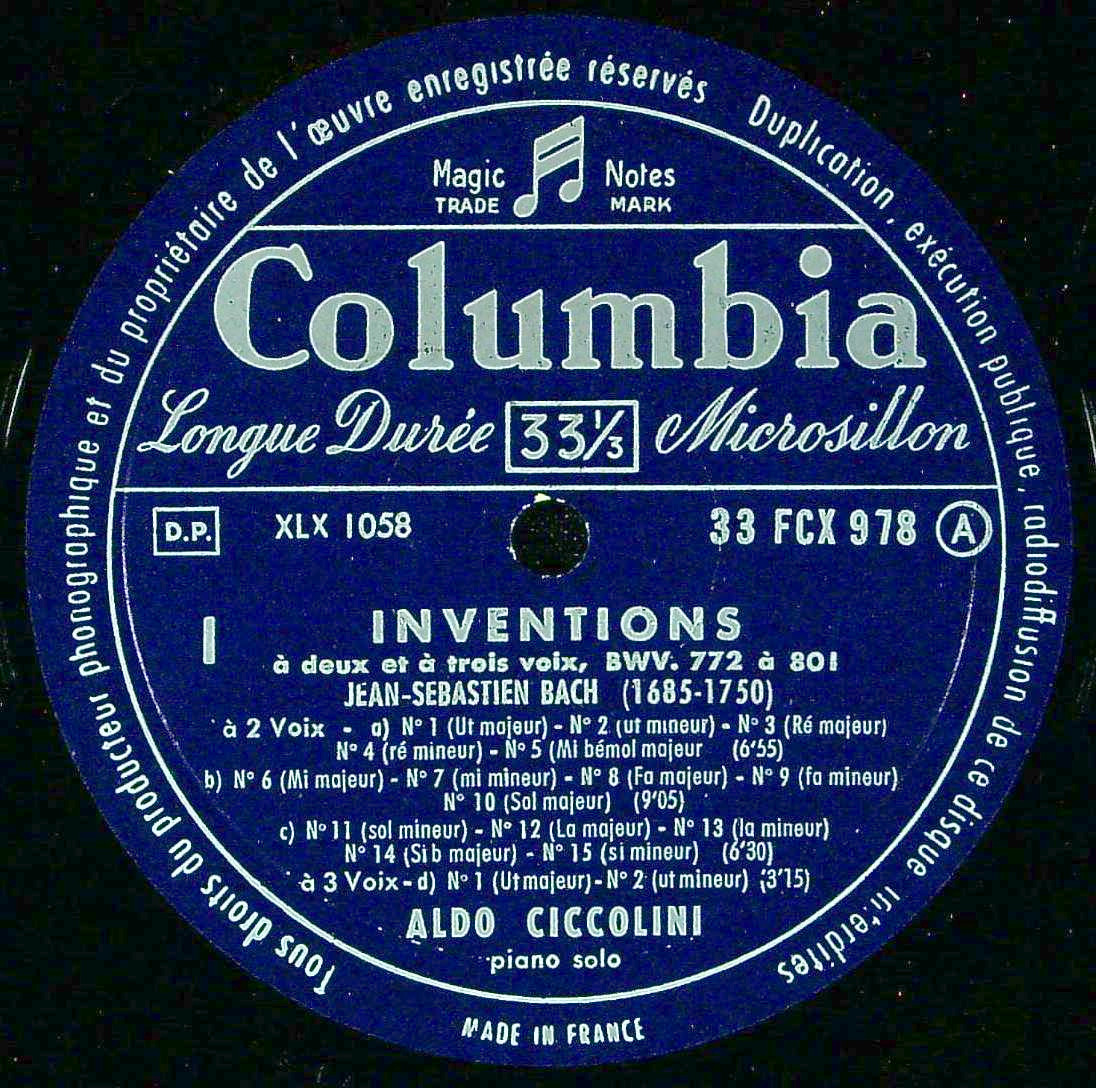 Tous droits du producteur phonographique et du propriétaire de l'œuvre enregistrée réservés Duplication, exécution publique, radiodiffusion de ce disque interdites
Magic Notes
TRADE MARK
Columbia
Longue Durée 33⅓ Microsillon
D.P. XLX 1058 33 FCX 978 A
I INVENTIONS
à deux et à trois voix, BWV. 772 à 801
JEAN-SEBASTIEN BACH (1685-1750)
à 2 Voix - a) N° 1 (Ut majeur) - N° 2 (ut mineur) - N° 3 (Ré majeur)
N° 4 (ré mineur) - N° 5 (Mi bémol majeur (6'55)
b) N° 6 (Mi majeur) - N° 7 (mi mineur) - N° 8 (Fa majeur) - N° 9 (fa mineur)
N° 10 (Sol majeur) (9'05)
c) N° 11 (sol mineur) - N° 12 (La majeur) - N° 13 (la mineur)
N° 14 (Si b majeur) - N° 15 (si mineur) (6'30)
à 3 Voix - d) N° 1 (Ut majeur) - N° 2 (ut mineur) (3'15)
ALDO CICCOLINI
piano solo
MADE IN FRANCE